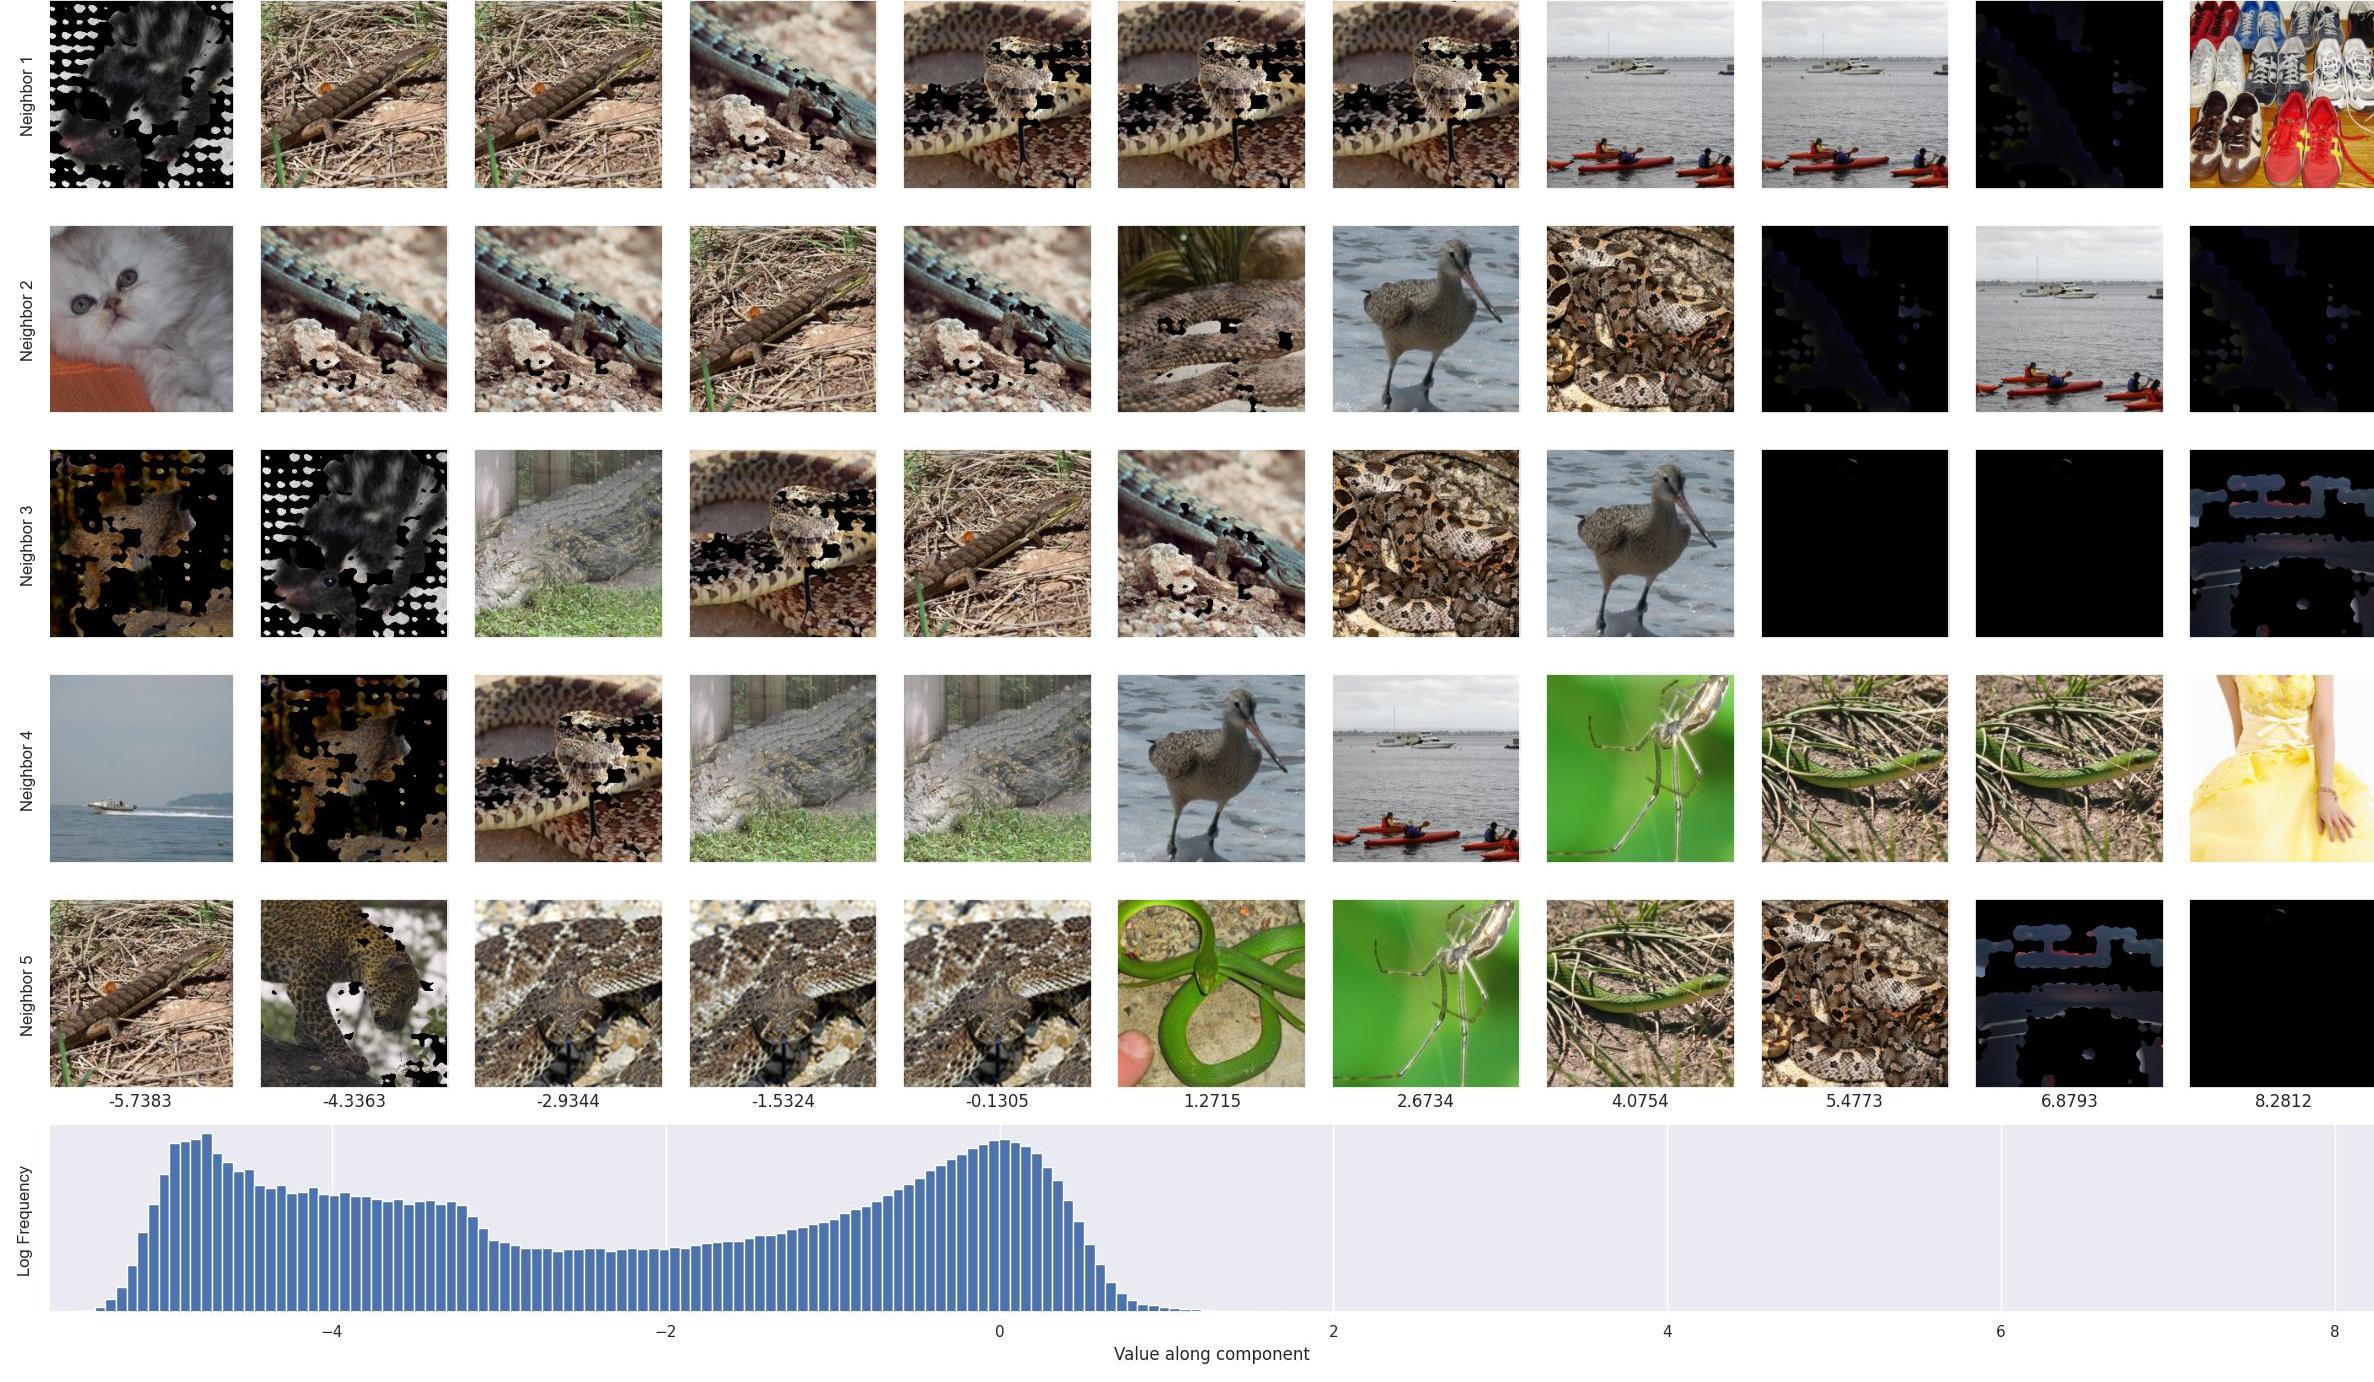 Neighbor 1
Neighbor 2
Neighbor 3
Neighbor 4
Neighbor 5
-5.7383 -4.3363 -2.9344 -1.5324 -0.1305 1.2715 2.6734 4.0754 5.4773 6.8793 8.2812
Log Frequency
−4 −2 0 2 4 6 8
Value along component